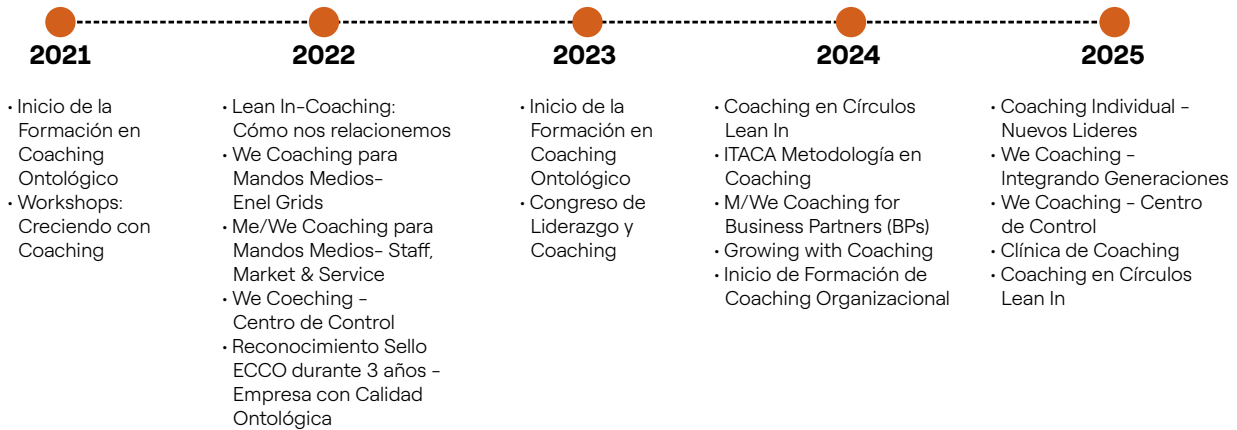 2021
• Inicio de la
Formación en
Coaching
Ontológico
• Workshops:
Creciendo con
Coaching
2022
• Lean In-Coaching:
Cómo nos relacionemos
• We Coaching para
Mandos Medios-
Enel Grids
• Me/We Coaching para
Mandos Medios- Staff,
Market & Service
• We Coeching -
Centro de Control
• Reconocimiento Sello
ECCO durante 3 años -
Empresa con Calidad
Ontológica
2023
• Inicio de la
Formación en
Coaching
Ontológico
• Congreso de
Liderazgo y
Coaching
2024
• Coaching en Círculos
Lean In
• ITACA Metodología en
Coaching
• M/We Coaching for
Business Partners (BPs)
• Growing with Coaching
• Inicio de Formación de
Coaching Organizacional
2025
• Coaching Individual -
Nuevos Lideres
• We Coaching -
Integrando Generaciones
• We Coaching - Centro
de Control
• Clínica de Coaching
• Coaching en Círculos
Lean In